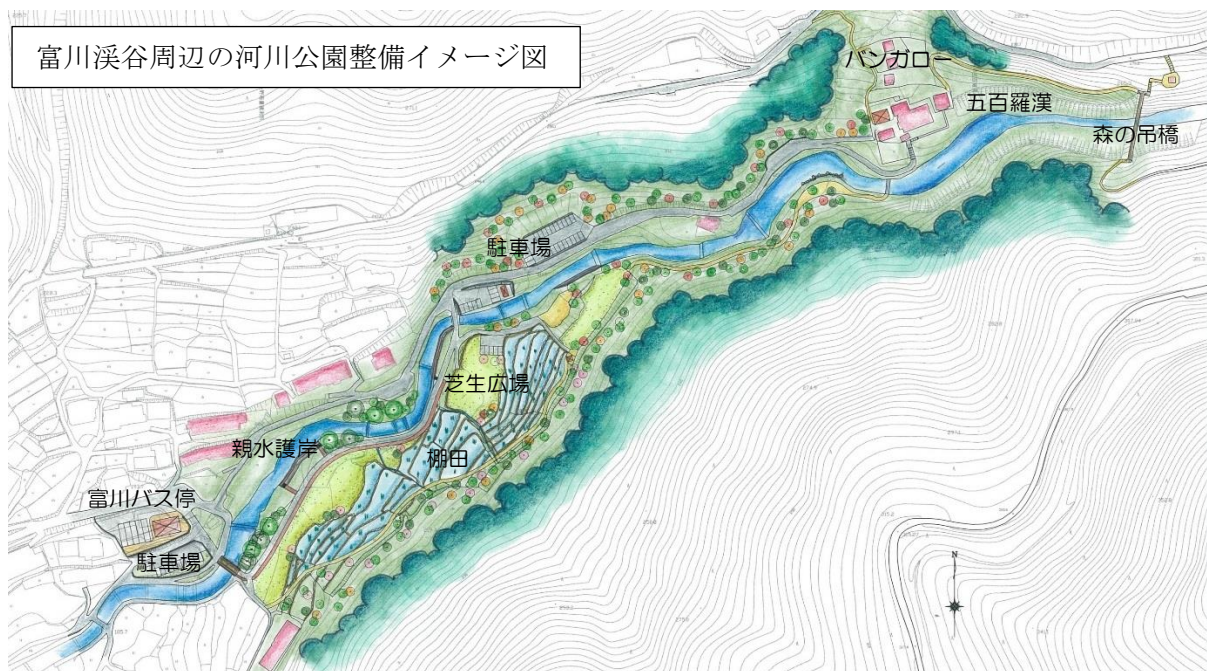 富川渓谷周辺の河川公園整備イメージ図
バンガロー
五百羅漢
森の吊橋
駐車場
芝生広場
親水護岸
棚田
富川バス停
駐車場
N